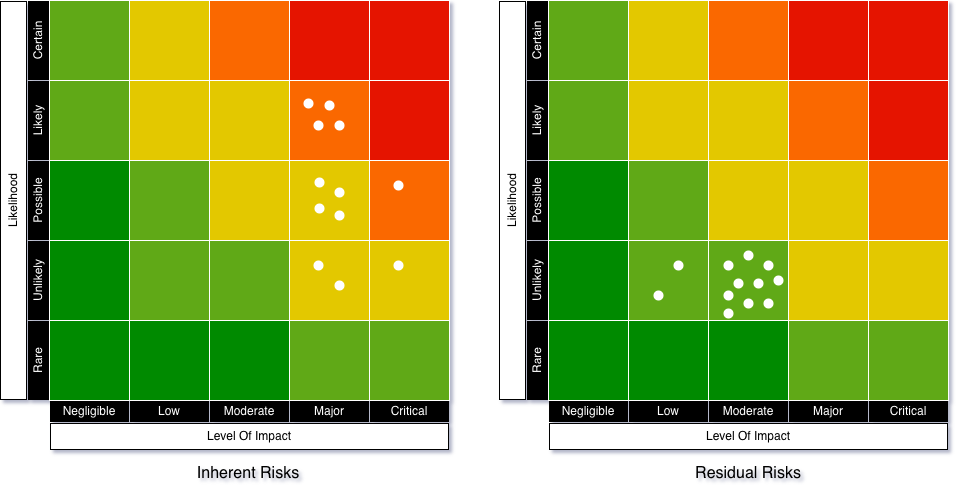 Likelihood
Certain
Likely
Possible
Unlikely
Rare
Negligible Low Moderate Major Critical
Level Of Impact
Inherent Risks
Likelihood
Certain
Likely
Possible
Unlikely
Rare
Negligible Low Moderate Major Critical
Level Of Impact
Residual Risks